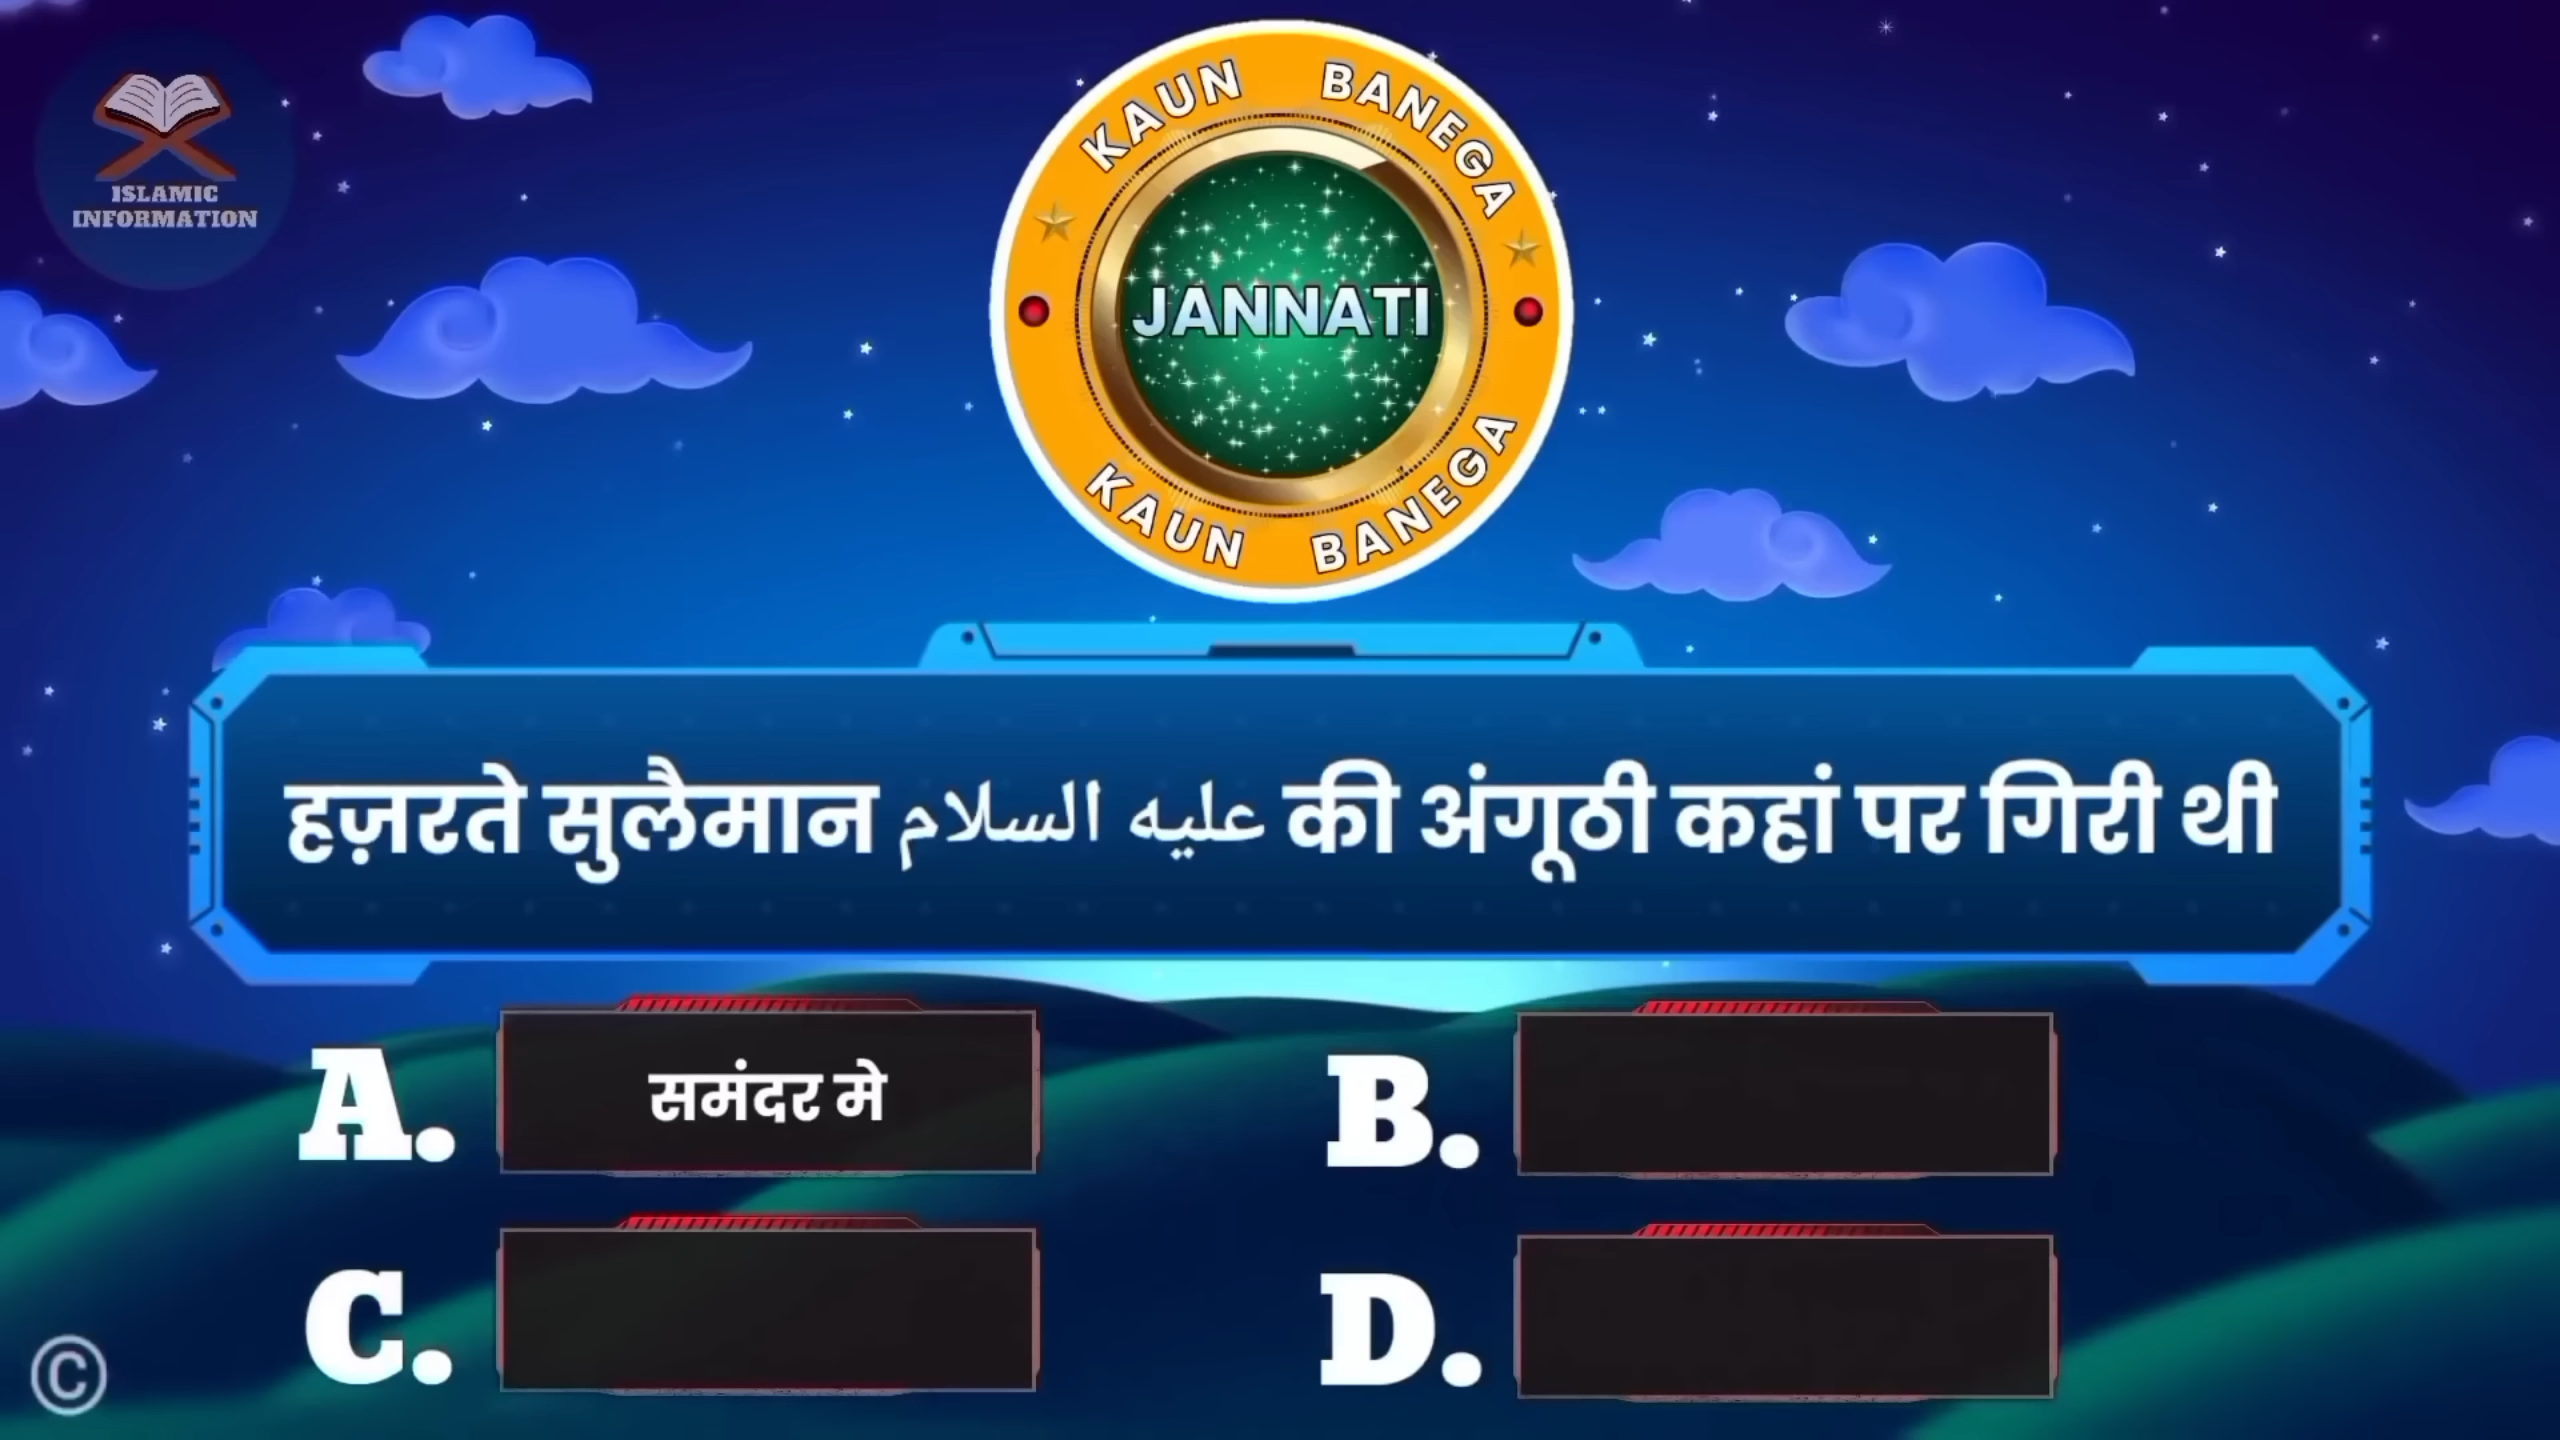 ISLAMIC
INFORMATION
KAUN BANEGA
JANNATI
KAUN BANEGA
हज़रते सुलैमान عليه السلام की अंगूठी कहां पर गिरी थी
A. समंदर मे
B.
C.
D.
©